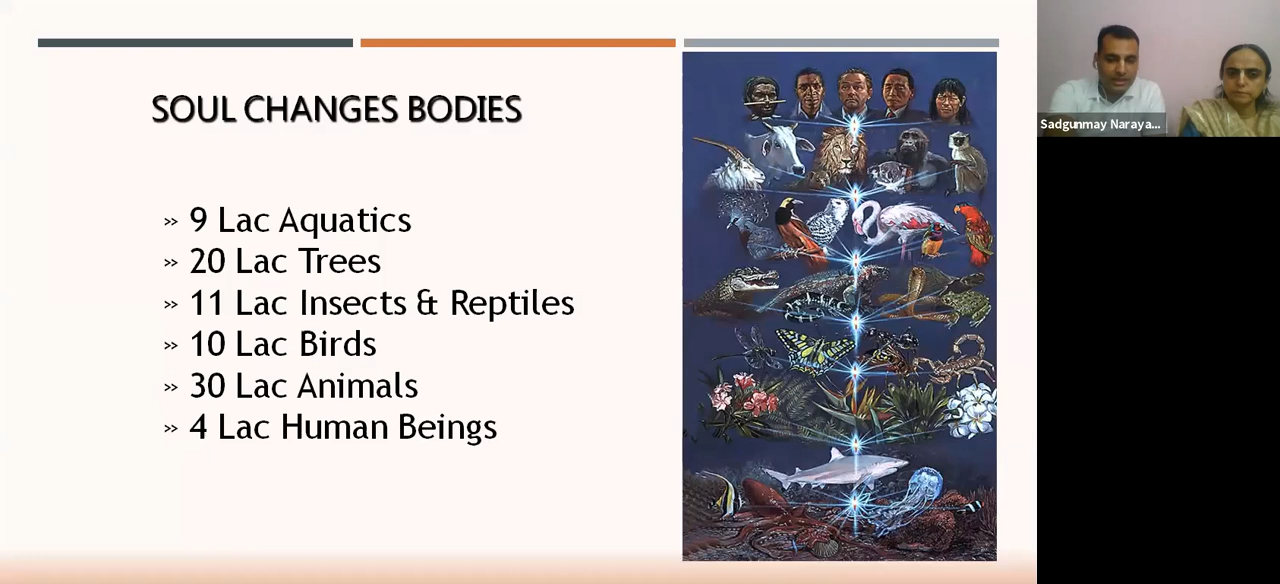 SOUL CHANGES BODIES
» 9 Lac Aquatics
» 20 Lac Trees
» 11 Lac Insects & Reptiles
» 10 Lac Birds
» 30 Lac Animals
» 4 Lac Human Beings
Sadgunmay Naraya...